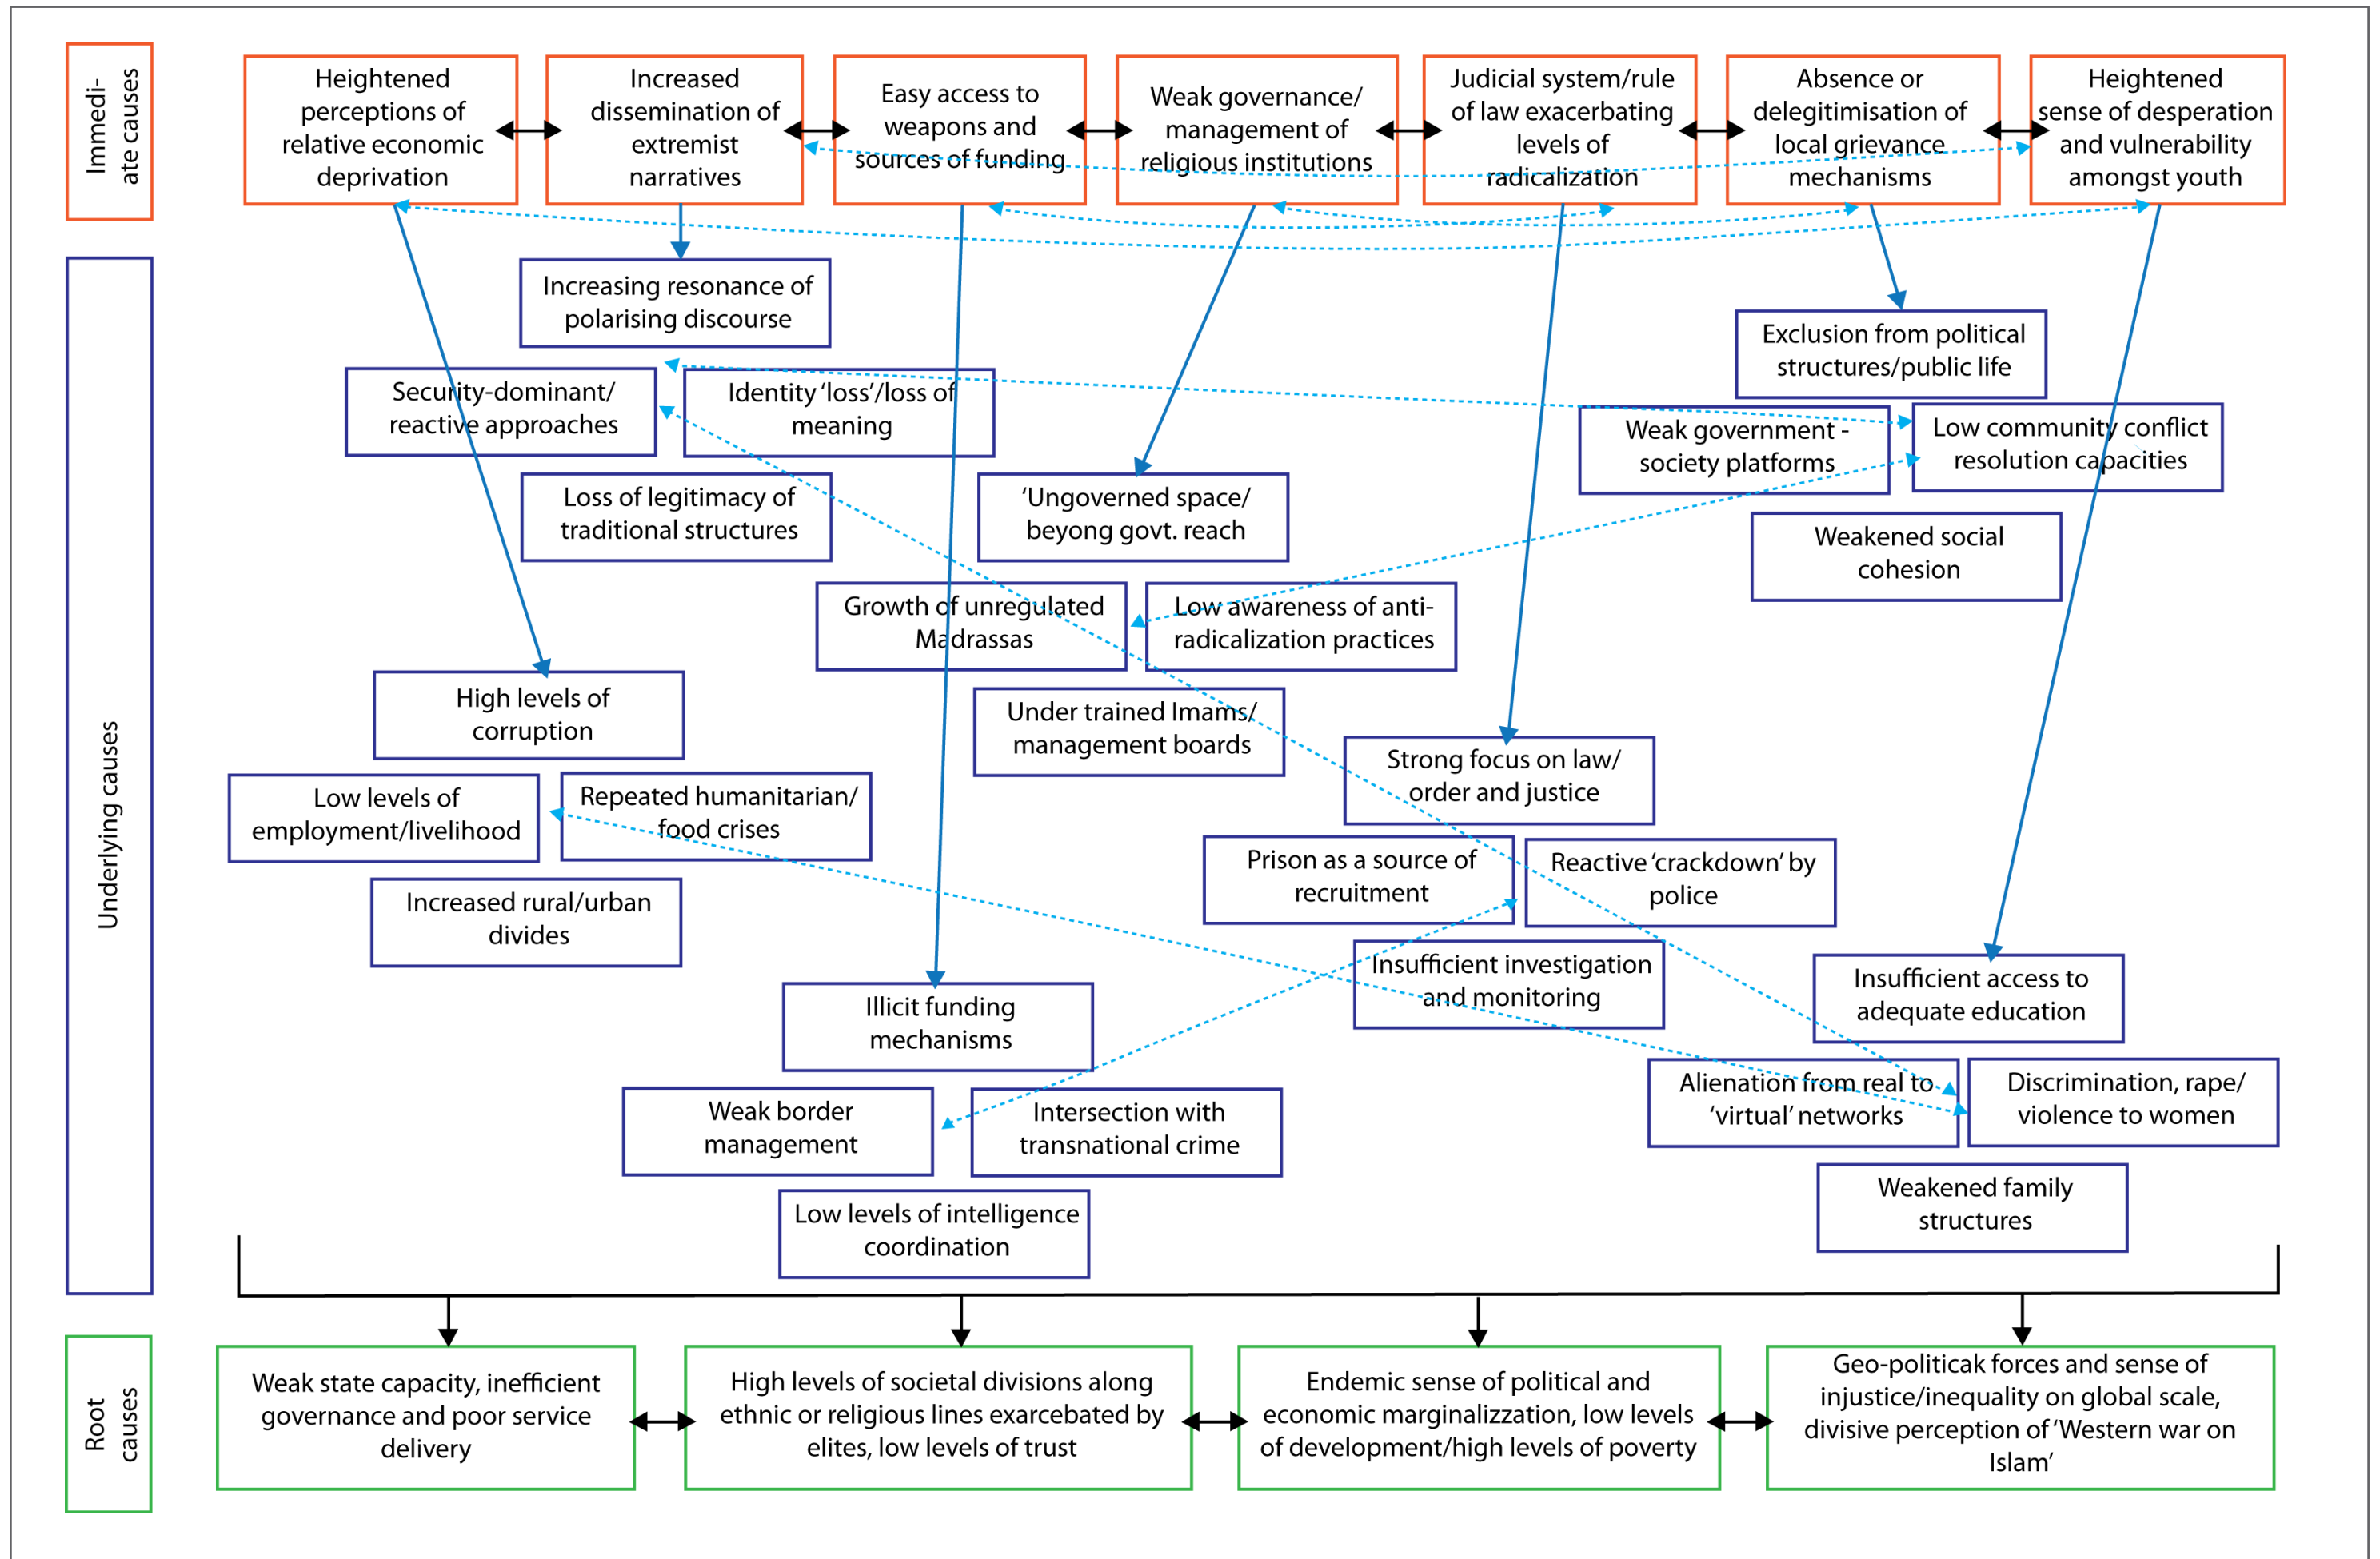 Immedi-
ate causes
Heightened
perceptions of
relative economic
deprivation
Increased
dissemination of
extremist
narratives
Easy access to
weapons and
sources of funding
Weak governance/
management of
religious institutions
Judicial system/rule
of law exacerbating
levels of
radicalization
Absence or
delegitimisation of
local grievance
mechanisms
Heightened
sense of desperation
and vulnerability
amongst youth
Underlying causes
Increasing resonance of
polarising discourse
Security-dominant/
reactive approaches
Identity ‘loss’/loss of
meaning
Loss of legitimacy of
traditional structures
‘Ungoverned space/
beyong govt. reach
Growth of unregulated
Madrassas
Low awareness of anti-
radicalization practices
Under trained Imams/
management boards
Exclusion from political
structures/public life
Weak government -
society platforms
Low community conflict
resolution capacities
Weakened social
cohesion
High levels of
corruption
Low levels of
employment/livelihood
Repeated humanitarian/
food crises
Increased rural/urban
divides
Strong focus on law/
order and justice
Prison as a source of
recruitment
Reactive ‘crackdown’ by
police
Insufficient investigation
and monitoring
Illicit funding
mechanisms
Weak border
management
Intersection with
transnational crime
Low levels of intelligence
coordination
Insufficient access to
adequate education
Alienation from real to
‘virtual’ networks
Discrimination, rape/
violence to women
Weakened family
structures
Root
causes
Weak state capacity, inefficient
governance and poor service
delivery
High levels of societal divisions along
ethnic or religious lines exarcebated by
elites, low levels of trust
Endemic sense of political and
economic marginalizzation, low levels
of development/high levels of poverty
Geo-politicak forces and sense of
injustice/inequality on global scale,
divisive perception of ‘Western war on
Islam’